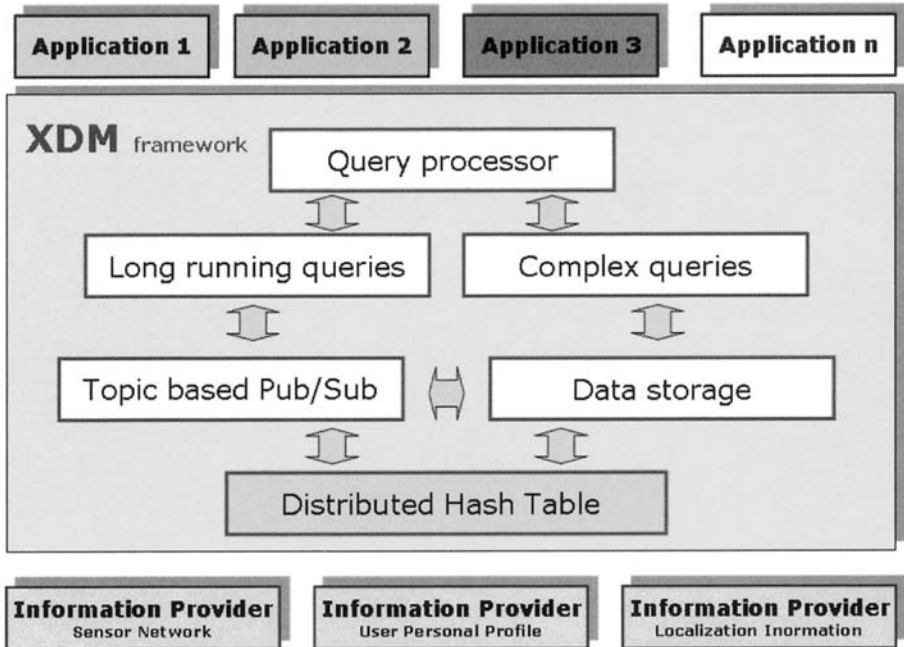 Application 1
Application 2
Application 3
Application n
XDM framework
Query processor
Long running queries
Complex queries
Topic based Pub/Sub
Data storage
Distributed Hash Table
Information Provider
Sensor Network
Information Provider
User Personal Profile
Information Provider
Localization Inormation